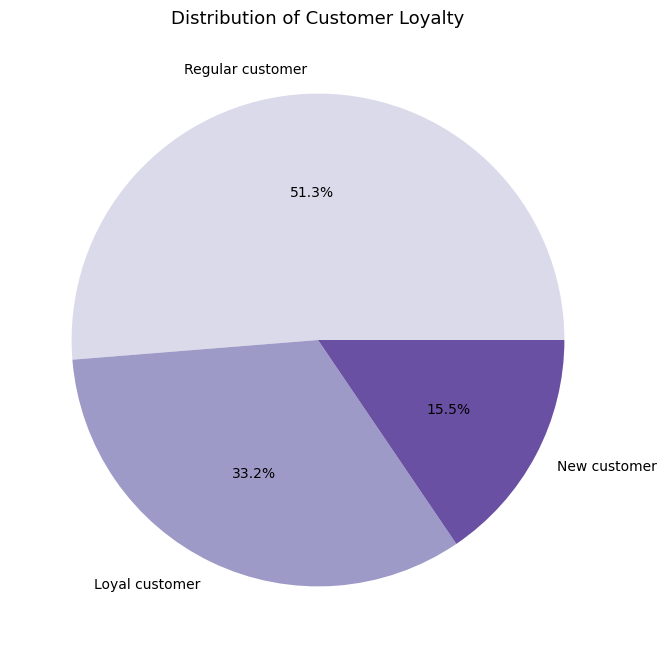 Distribution of Customer Loyalty
Regular customer
51.3%
15.5%
New customer
33.2%
Loyal customer